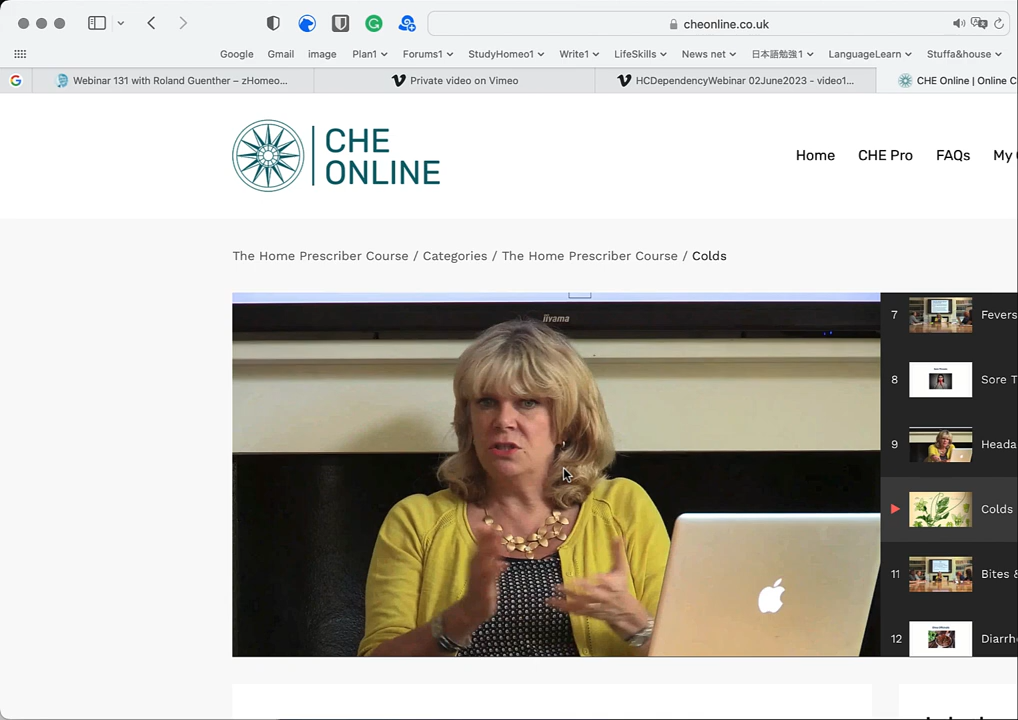 cheonline.co.uk
Google Gmail image Plan1 Forums1 StudyHomeo1 Write1 LifeSkills News net 日本語勉強1 LanguageLearn Stuffa&house
Webinar 131 with Roland Guenther – zHomeo... Private video on Vimeo HCDependencyWebinar 02June2023 - video1... CHE Online | Online C
CHE
ONLINE
Home CHE Pro FAQs My
The Home Prescriber Course / Categories / The Home Prescriber Course / Colds
iiyama
7 Fevers
8 Sore T
9 Heada
Colds
11 Bites &
12 Diarrh